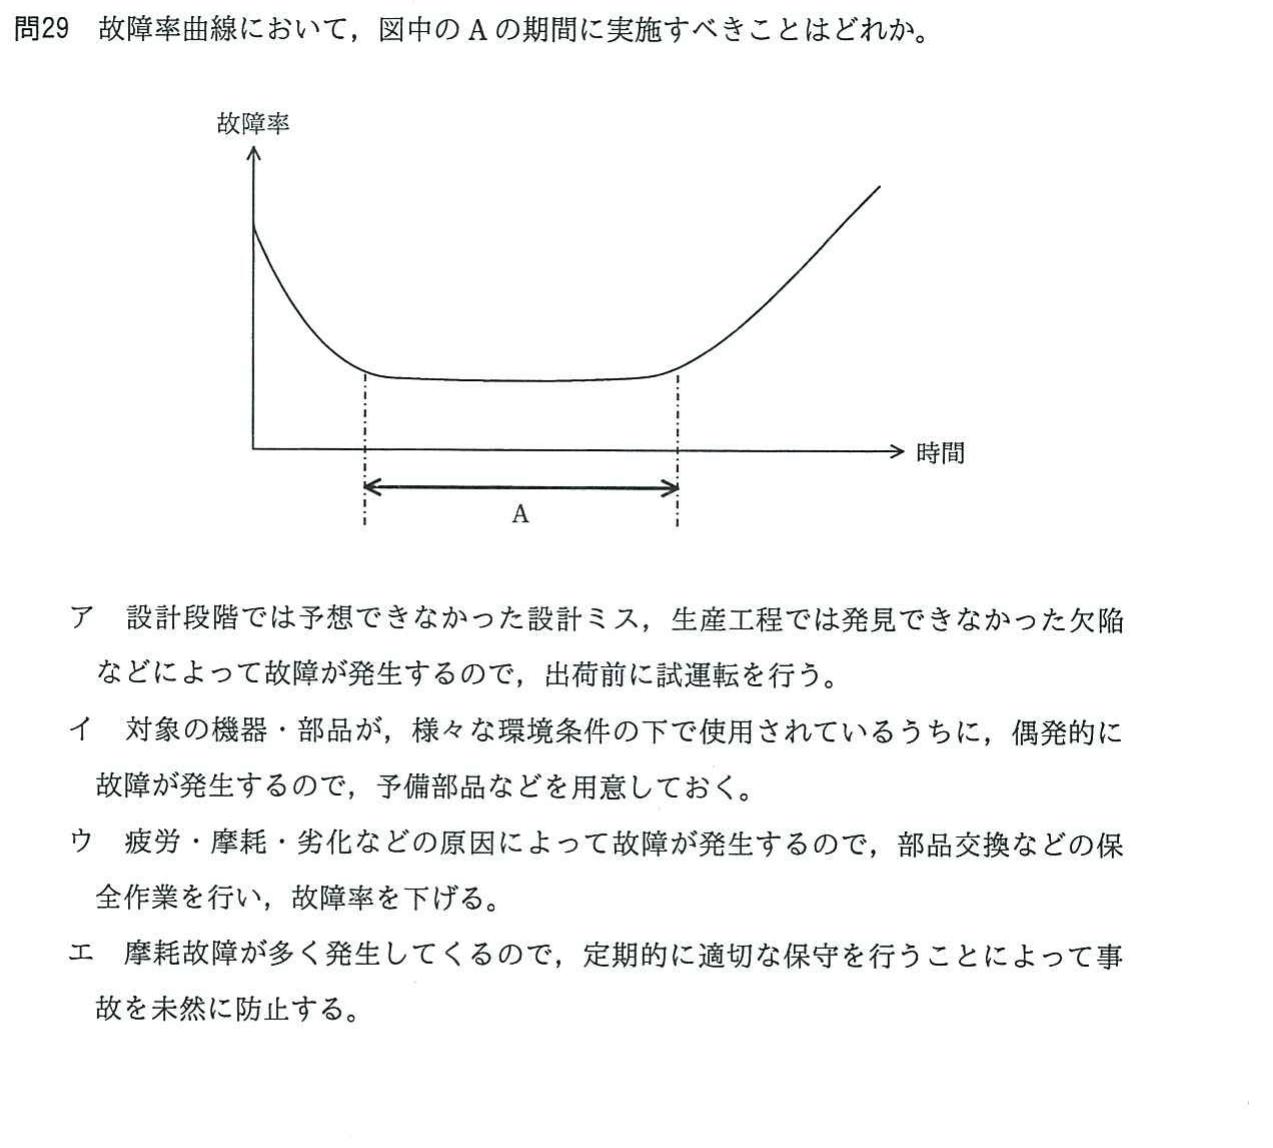 問29 故障率曲線において，図中の A の期間に実施すべきことはどれか。
故障率
時間
A
ア 設計段階では予想できなかった設計ミス，生産工程では発見できなかった欠陥
などによって故障が発生するので，出荷前に試運転を行う。
イ 対象の機器・部品が，様々な環境条件の下で使用されているうちに，偶発的に
故障が発生するので，予備部品などを用意しておく。
ウ 疲労・摩耗・劣化などの原因によって故障が発生するので，部品交換などの保
全作業を行い，故障率を下げる。
エ 摩耗故障が多く発生してくるので，定期的に適切な保守を行うことによって事
故を未然に防止する。